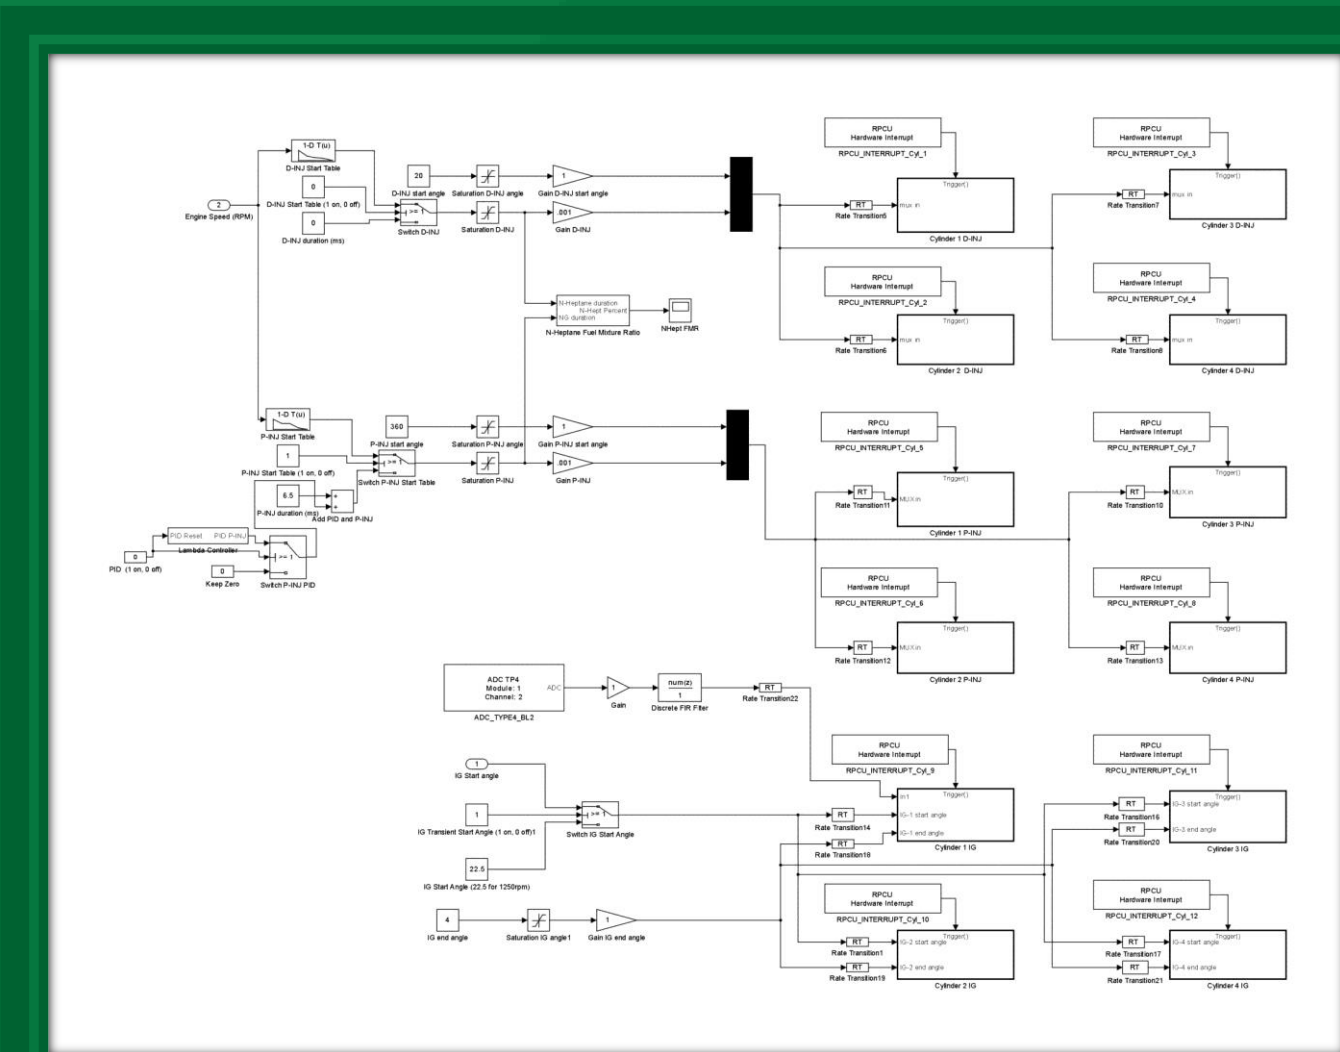 RPCU
Hardware Interrupt
RPCU_INTERRUPT_Cyl_1
RPCU
Hardware Interrupt
RPCU_INTERRUPT_Cyl_3
1-D T(u)
D-INJ Start Table
0
D-INJ Start Table (1 on, 0 off)
0
D-INJ duration (ms)
2
Engine Speed (RPM)
20
D-INJ start angle
>= 1
Switch D-INJ
Saturation D-INJ angle
Saturation D-INJ
1
Gain D-INJ start angle
.001
Gain D-INJ
RT
Rate Transition5
Trigger()
mux in
Cylinder 1 D-INJ
RT
Rate Transition7
Trigger()
mux in
Cylinder 3 D-INJ
RPCU
Hardware Interrupt
RPCU_INTERRUPT_Cyl_2
RPCU
Hardware Interrupt
RPCU_INTERRUPT_Cyl_4
N-Heptane duration
N-Hept Percent
NG duration
N-Heptane Fuel Mixture Ratio
NHept FMR
RT
Rate Transition6
Trigger()
mux in
Cylinder 2 D-INJ
RT
Rate Transition8
Trigger()
mux in
Cylinder 4 D-INJ
1-D T(u)
P-INJ Start Table
1
P-INJ Start Table (1 on, 0 off)
360
P-INJ start angle
>= 1
Switch P-INJ Start Table
Saturation P-INJ angle
Saturation P-INJ
1
Gain P-INJ start angle
.001
Gain P-INJ
6.5
P-INJ duration (ms)
Add PID and P-INJ
PID Reset PID P-INJ
Lambda Controller
0
PID (1 on, 0 off)
0
Keep Zero
>= 1
Switch P-INJ PID
RPCU
Hardware Interrupt
RPCU_INTERRUPT_Cyl_5
RPCU
Hardware Interrupt
RPCU_INTERRUPT_Cyl_7
RT
Rate Transition11
Trigger()
MUX in
Cylinder 1 P-INJ
RT
Rate Transition10
Trigger()
MUX in
Cylinder 3 P-INJ
RPCU
Hardware Interrupt
RPCU_INTERRUPT_Cyl_6
RPCU
Hardware Interrupt
RPCU_INTERRUPT_Cyl_8
RT
Rate Transition12
Trigger()
MUX in
Cylinder 2 P-INJ
RT
Rate Transition13
Trigger()
MUX in
Cylinder 4 P-INJ
ADC TP4
Module: 1
Channel: 2
ADC
ADC_TYPE4_BL2
1
Gain
num(z)
1
Discrete FIR Filter
RT
Rate Transition22
RPCU
Hardware Interrupt
RPCU_INTERRUPT_Cyl_9
RPCU
Hardware Interrupt
RPCU_INTERRUPT_Cyl_11
1
IG Start angle
1
IG Transient Start Angle (1 on, 0 off)1
>= 1
Switch IG Start Angle
22.5
IG Start Angle (22.5 for 1250rpm)
4
IG end angle
Saturation IG angle1
1
Gain IG end angle
RT
Rate Transition14
RT
Rate Transition18
Trigger()
In1
IG-1 start angle
IG-1 end angle
Cylinder 1 IG
RT
Rate Transition16
RT
Rate Transition20
Trigger()
IG-3 start angle
IG-3 end angle
Cylinder 3 IG
RPCU
Hardware Interrupt
RPCU_INTERRUPT_Cyl_10
RPCU
Hardware Interrupt
RPCU_INTERRUPT_Cyl_12
RT
Rate Transition1
RT
Rate Transition19
Trigger()
IG-2 start angle
IG-2 end angle
Cylinder 2 IG
RT
Rate Transition17
RT
Rate Transition21
Trigger()
IG-4 start angle
IG-4 end angle
Cylinder 4 IG